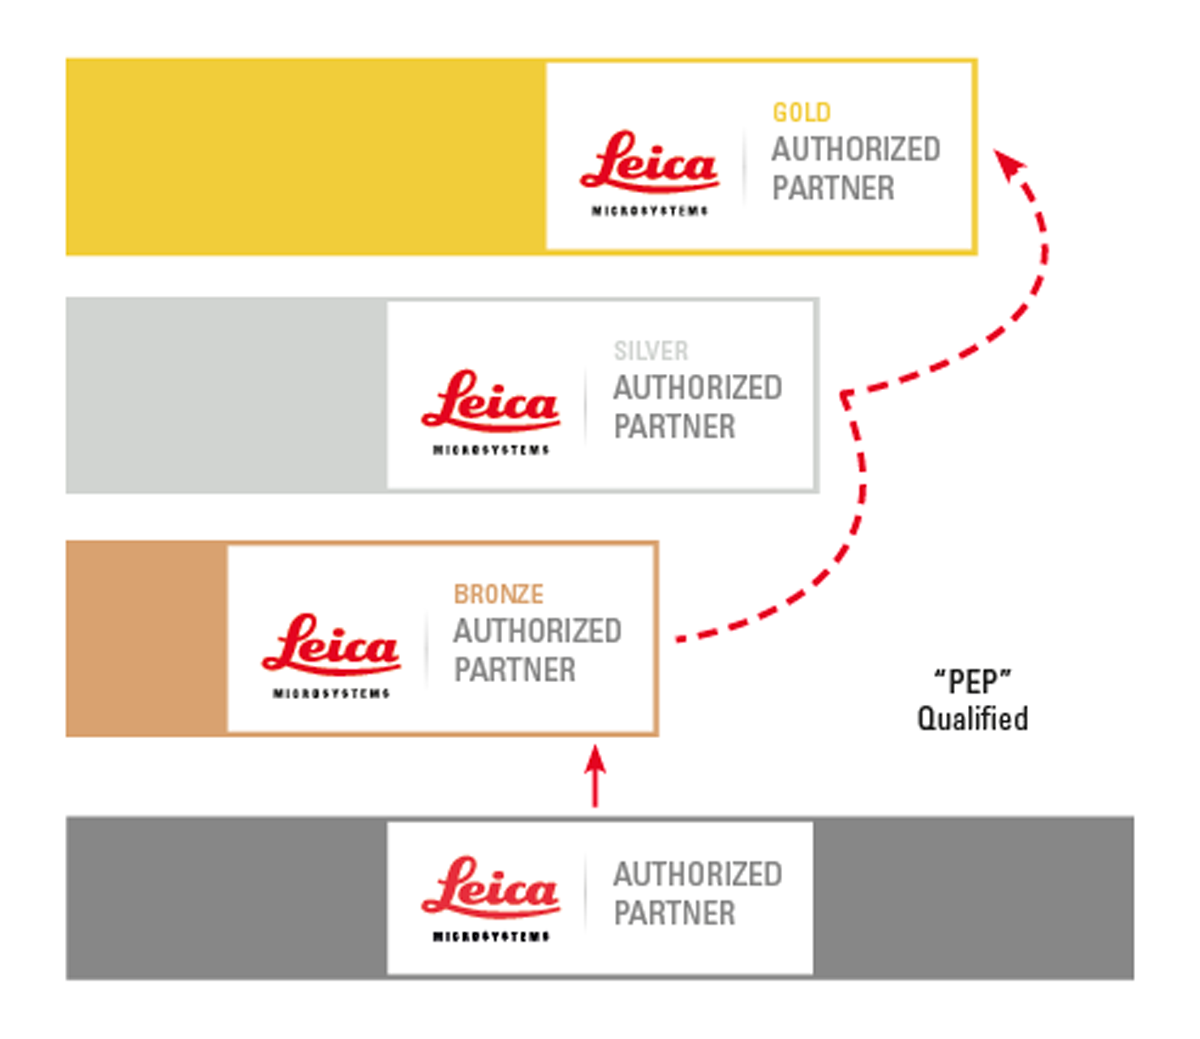 GOLD
Leica
AUTHORIZED
PARTNER
MICROSYSTEMS
SILVER
Leica
AUTHORIZED
PARTNER
MICROSYSTEMS
BRONZE
Leica
AUTHORIZED
PARTNER
MICROSYSTEMS
“PEP”
Qualified
Leica
AUTHORIZED
PARTNER
MICROSYSTEMS